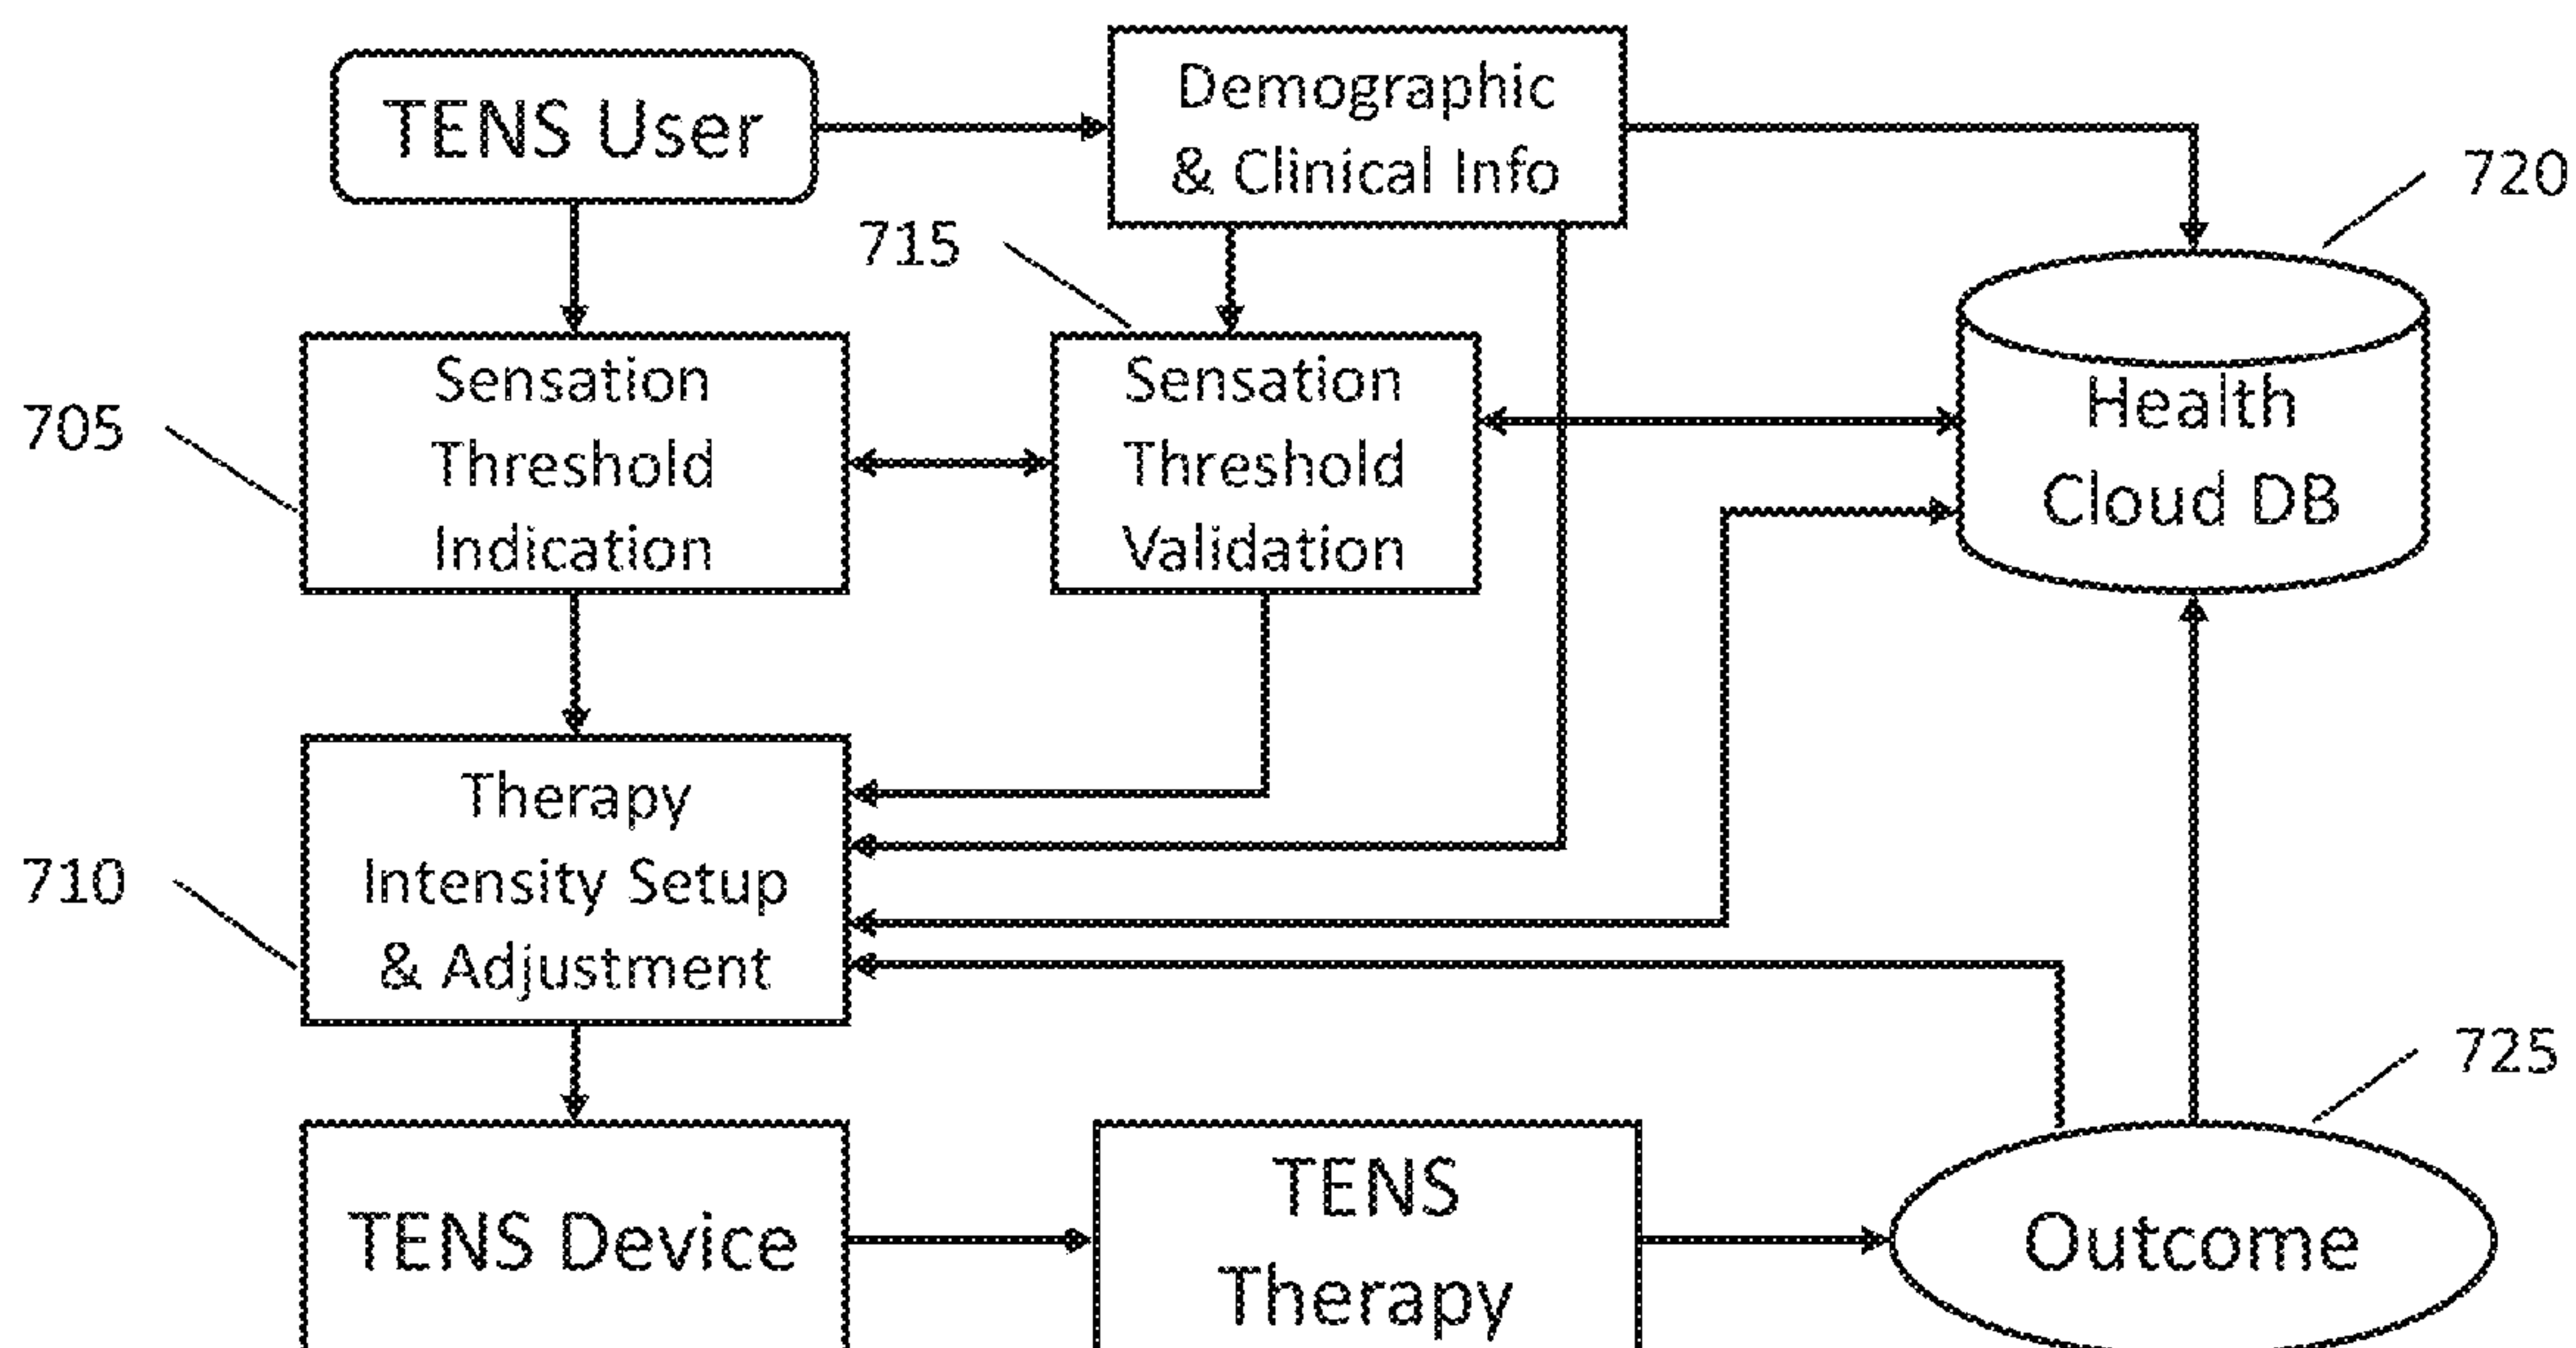 TENS User
Demographic
& Clinical Info
720
715
Sensation
Threshold
Indication
Sensation
Threshold
Validation
Health
Cloud DB
705
Therapy
Intensity Setup
& Adjustment
710
725
TENS Device
TENS
Therapy
Outcome